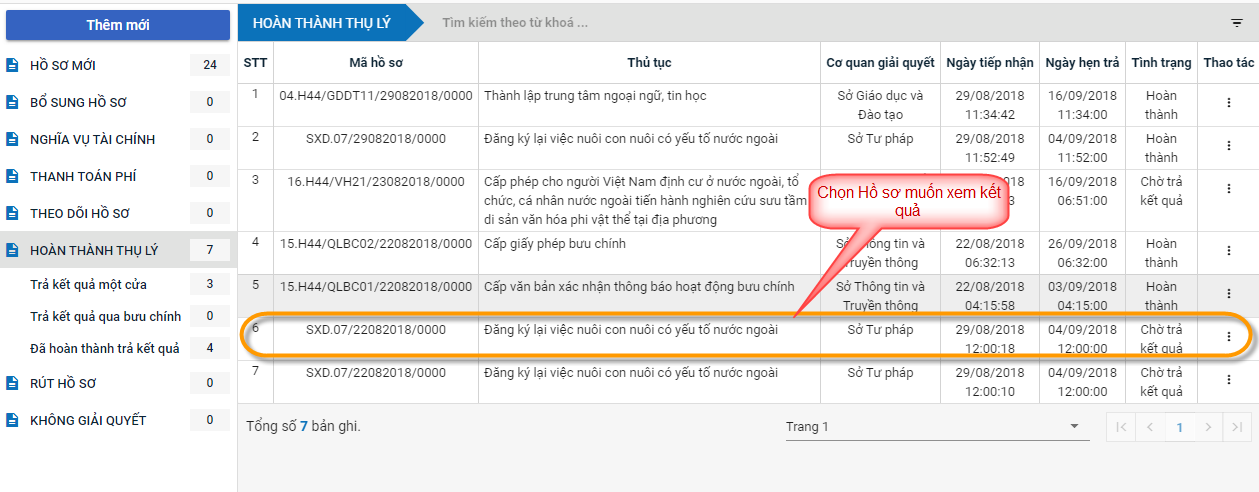 Thêm mới
HỒ SƠ MỚI 24
BỔ SUNG HỒ SƠ 0
NGHĨA VỤ TÀI CHÍNH 0
THANH TOÁN PHÍ 0
THEO DÕI HỒ SƠ 0
HOÀN THÀNH THỤ LÝ 7
Trả kết quả một cửa 3
Trả kết quả qua bưu chính 0
Đã hoàn thành trả kết quả 4
RÚT HỒ SƠ 0
KHÔNG GIẢI QUYẾT 0
HOÀN THÀNH THỤ LÝ Tìm kiếm theo từ khoá ...
STT Mã hồ sơ Thủ tục Cơ quan giải quyết Ngày tiếp nhận Ngày hẹn trả Tình trạng Thao tác
1 04.H44/GDDT11/29082018/0000 Thành lập trung tâm ngoại ngữ, tin học Sở Giáo dục và 29/08/2018 16/09/2018 Hoàn
Đào tạo 11:34:42 11:34:00 thành
2 SXD.07/29082018/0000 Đăng ký lại việc nuôi con nuôi có yếu tố nước ngoài Sở Tư pháp 29/08/2018 04/09/2018 Hoàn
11:52:49 11:52:00 thành
3 16.H44/VH21/23082018/0000 Cấp phép cho người Việt Nam định cư ở nước ngoài, tổ 16/09/2018 Chờ trả
chức, cá nhân nước ngoài tiến hành nghiên cứu sưu tầm 3 06:51:00 kết quả
di sản văn hóa phi vật thể tại địa phương
Chọn Hồ sơ muốn xem kết
quả
4 15.H44/QLBC02/22082018/0000 Cấp giấy phép bưu chính Sở Thông tin và 22/08/2018 26/09/2018 Hoàn
Truyền thông 06:32:13 06:32:00 thành
5 15.H44/QLBC01/22082018/0000 Cấp văn bản xác nhận thông báo hoạt động bưu chính Sở Thông tin và 22/08/2018 03/09/2018 Hoàn
Truyền thông 04:15:58 04:15:00 thành
6 SXD.07/22082018/0000 Đăng ký lại việc nuôi con nuôi có yếu tố nước ngoài Sở Tư pháp 29/08/2018 04/09/2018 Chờ trả
12:00:18 12:00:00 kết quả
7 SXD.07/22082018/0000 Đăng ký lại việc nuôi con nuôi có yếu tố nước ngoài Sở Tư pháp 29/08/2018 04/09/2018 Chờ trả
12:00:10 12:00:00 kết quả
Tổng số 7 bản ghi. Trang 1 1